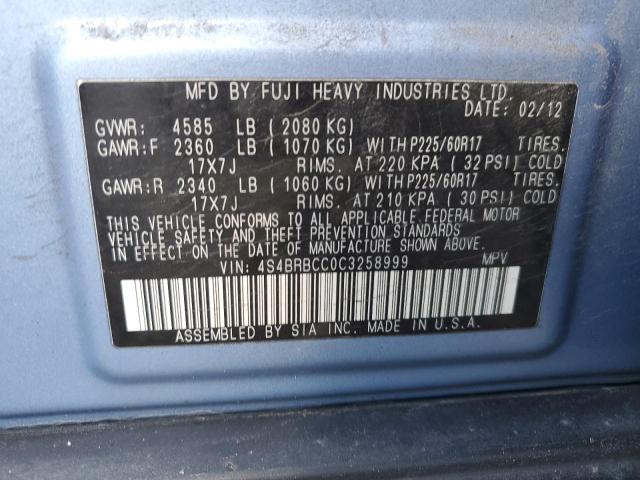 MFD BY FUJI HEAVY INDUSTRIES LTD.
DATE: 02/12
GVWR: 4585 LB (2080 KG)
GAWR:F 2360 LB (1070 KG) WITH P225/60R17 TIRES.
17X7J RIMS. AT 220 KPA (32 PSI) COLD
GAWR:R 2340 LB (1060 KG) WITH P225/60R17 TIRES.
17X7J RIMS. AT 210 KPA (30 PSI) COLD
THIS VEHICLE CONFORMS TO ALL APPLICABLE FEDERAL MOTOR
VEHICLE SAFETY AND THEFT PREVENTION STANDARDS
IN EFFECT ON THE DATE OF MANUFACTURE SHOWN ABOVE.
VIN: 4S4BRBCC0C3258999 MPV
ASSEMBLED BY SIA INC. MADE IN U.S.A.